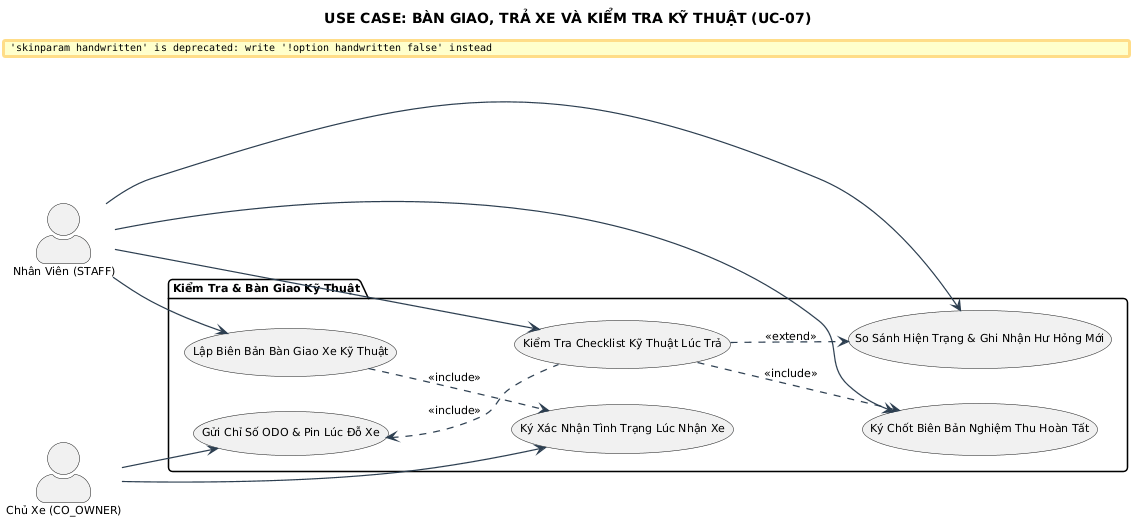 USE CASE: BÀN GIAO, TRẢ XE VÀ KIỂM TRA KỸ THUẬT (UC-07)
'skinparam handwritten' is deprecated: write '!option handwritten false' instead
Nhân Viên (STAFF)
Kiểm Tra & Bàn Giao Kỹ Thuật
Lập Biên Bản Bàn Giao Xe Kỹ Thuật
Kiểm Tra Checklist Kỹ Thuật Lúc Trả
«extend»
So Sánh Hiện Trạng & Ghi Nhận Hư Hỏng Mới
«include»
«include»
«include»
Gửi Chỉ Số ODO & Pin Lúc Đỗ Xe
Ký Xác Nhận Tình Trạng Lúc Nhận Xe
Ký Chốt Biên Bản Nghiệm Thu Hoàn Tất
Chủ Xe (CO_OWNER)